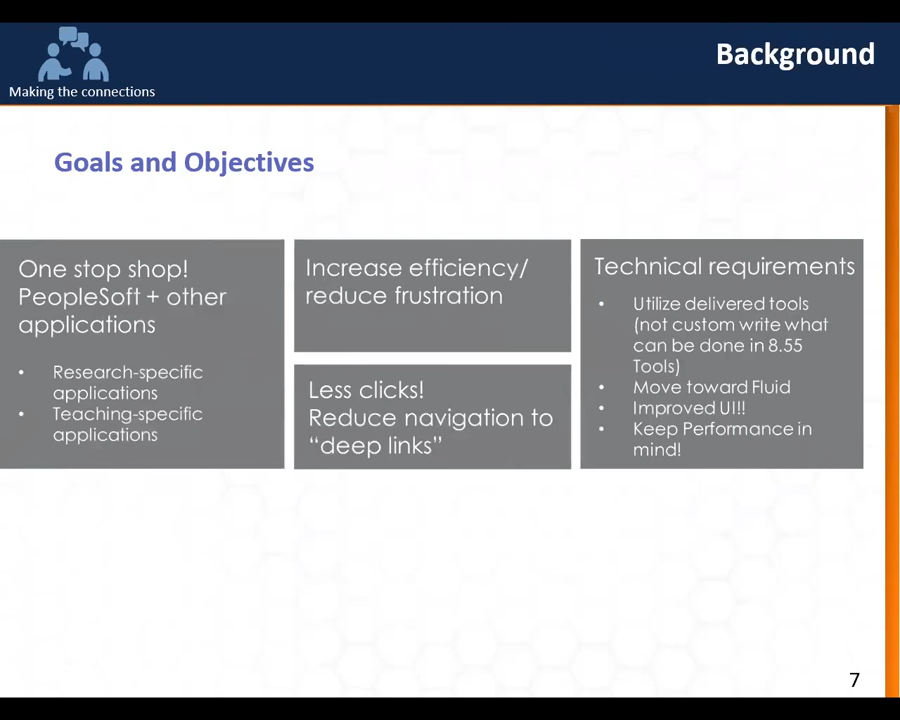 Making the connections
Background
Goals and Objectives
One stop shop!
PeopleSoft + other
applications
• Research-specific
applications
• Teaching-specific
applications
Increase efficiency/
reduce frustration
Less clicks!
Reduce navigation to
“deep links”
Technical requirements
• Utilize delivered tools
(not custom write what
can be done in 8.55
Tools)
• Move toward Fluid
• Improved UI!!
• Keep Performance in
mind!
7